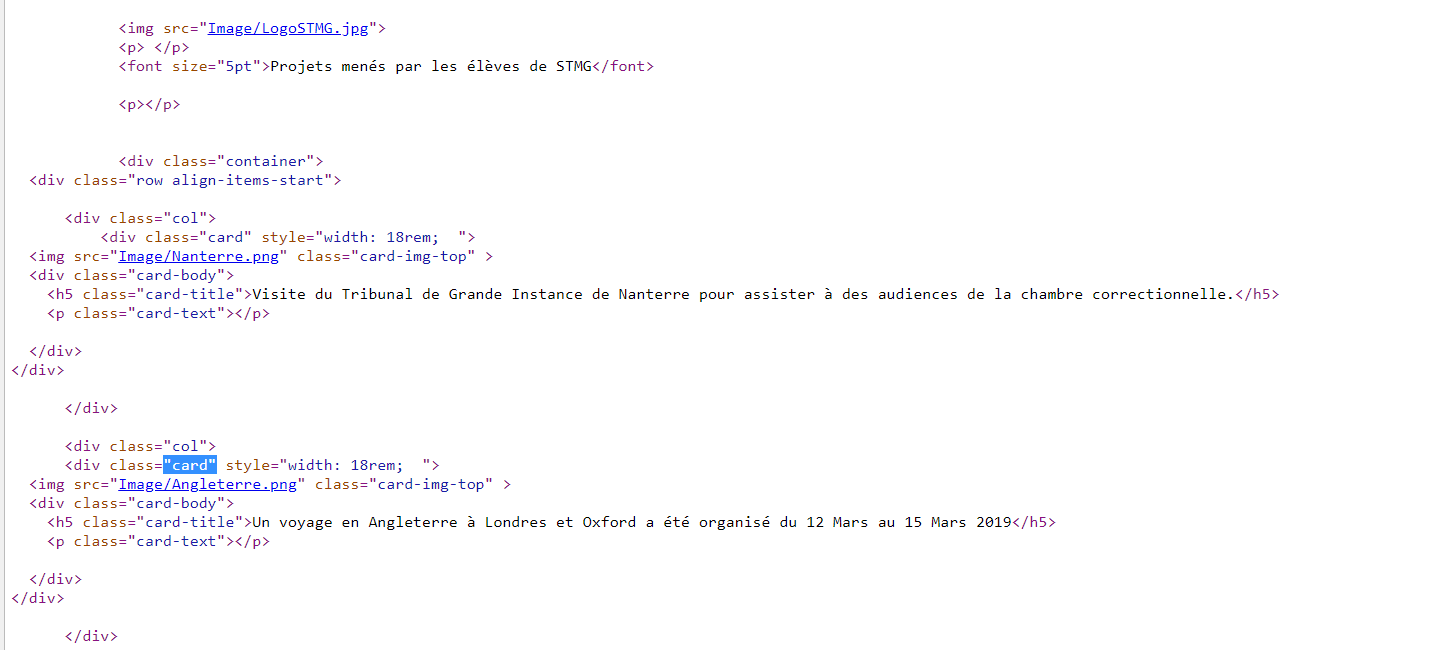 <img src="Image/LogoSTMG.jpg">
<p> </p>
<font size="5pt">Projets menés par les élèves de STMG</font>
<p></p>
<div class="container">
<div class="row align-items-start">
<div class="col">
<div class="card" style="width: 18rem;  ">
<img src="Image/Nanterre.png" class="card-img-top" >
<div class="card-body">
<h5 class="card-title">Visite du Tribunal de Grande Instance de Nanterre pour assister à des audiences de la chambre correctionnelle.</h5>
<p class="card-text"></p>
</div>
</div>
</div>
<div class="col">
<div class="card" style="width: 18rem;  ">
<img src="Image/Angleterre.png" class="card-img-top" >
<div class="card-body">
<h5 class="card-title">Un voyage en Angleterre à Londres et Oxford a été organisé du 12 Mars au 15 Mars 2019</h5>
<p class="card-text"></p>
</div>
</div>
</div>